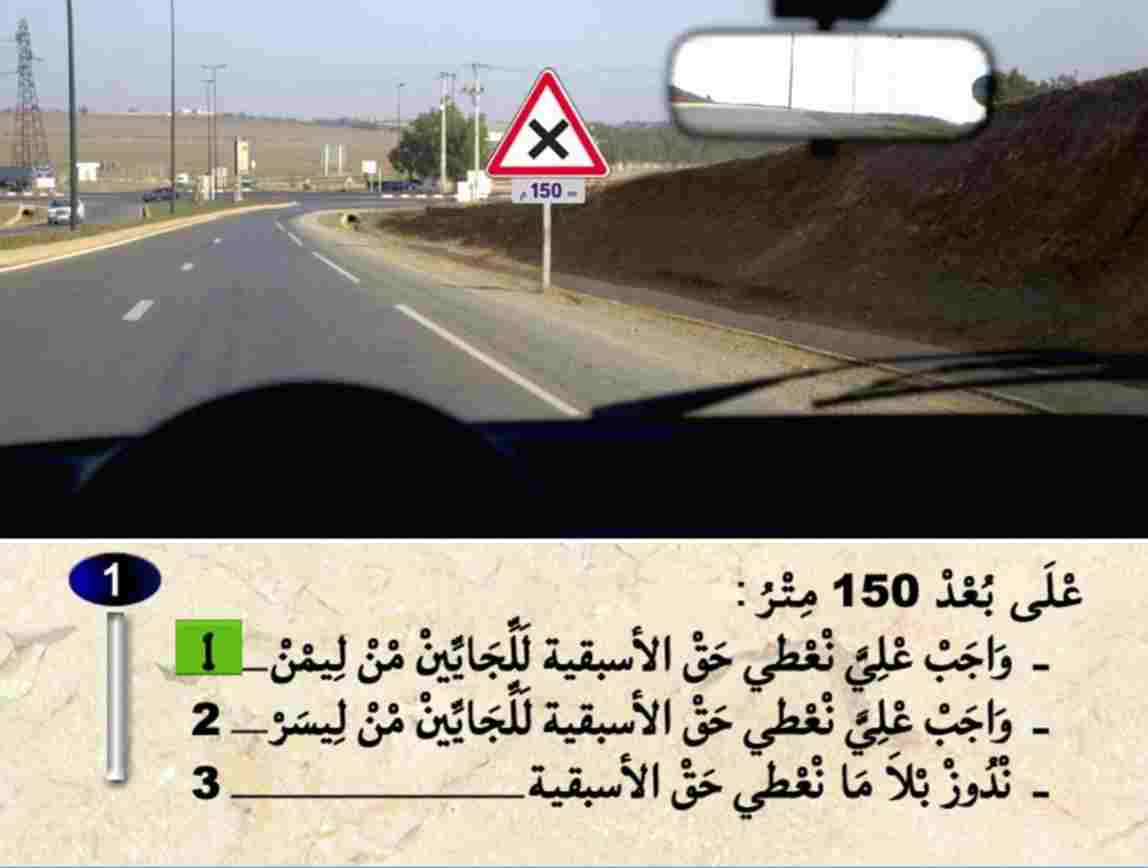 150 م
1
عْلَى بُعْدْ 150 مِتْرُ :
- وَاجَبْ عْلِيَّ نْعْطي حَقْ الأسبقية لَلِّجَايِّينْ مْنْ لِيمْنْ 1
- وَاجَبْ عْلِيَّ نْعْطي حَقْ الأسبقية لَلِّجَايِّينْ مْنْ لِيسَرْ 2
- نْدُوزْ بْلاَ مَا نْعْطي حَقْ الأسبقية 3